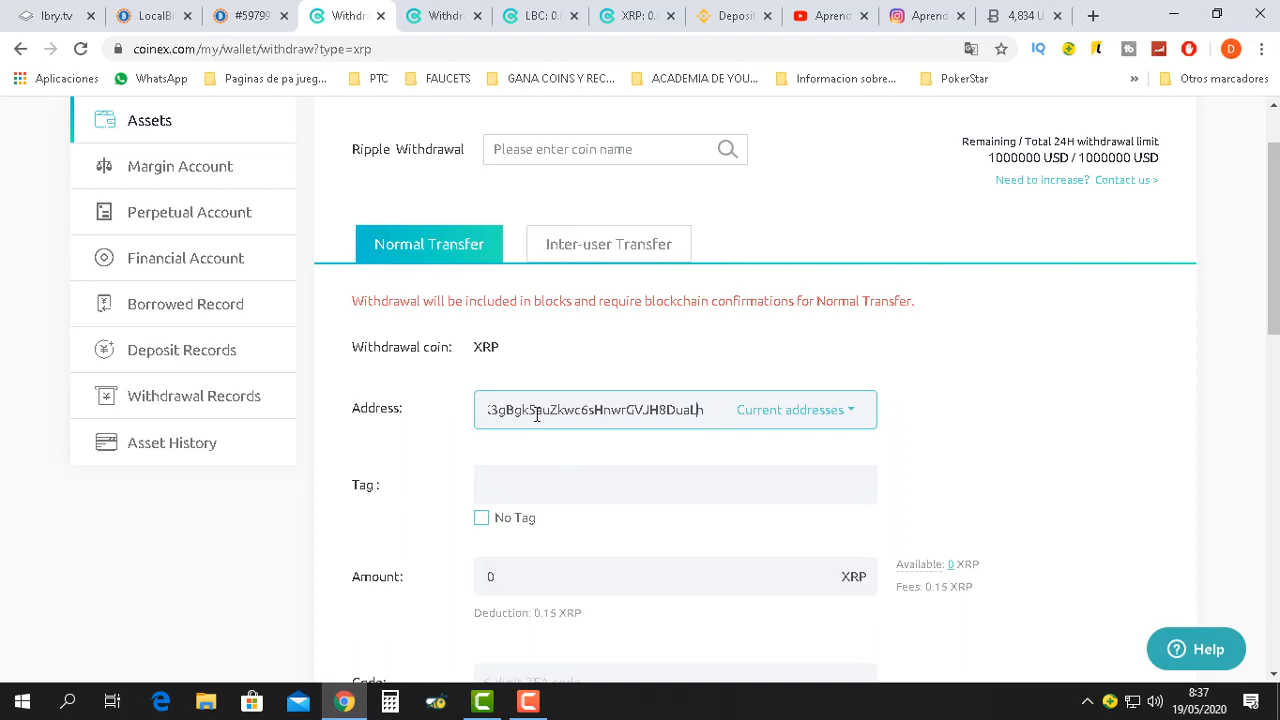 lbry.tv
Assets
LocalB
#59799
Withdr
Withdr
LBC: 0.
XRP: 0.
Depos
Aprend
Aprend
4,834
coinex.com/my/wallet/withdraw?type=xrp
Aplicaciones
WhatsApp
Paginas de pa jueg...
PTC
FAUCETS
GANA COINS Y REC...
ACADEMIA DE YOU...
Informacion sobre...
PokerStar
»
Otros marcadores
Assets
Margin Account
Perpetual Account
Financial Account
Borrowed Record
Deposit Records
Withdrawal Records
Asset History
Ripple Withdrawal
Please enter coin name
Remaining / Total 24H withdrawal limit
1000000 USD / 1000000 USD
Need to increase? Contact us >
Normal Transfer
Inter-user Transfer
Withdrawal will be included in blocks and require blockchain confirmations for Normal Transfer.
Withdrawal coin: XRP
Address:
Current addresses
Tag :
No Tag
Amount:
0
XRP
Available: 0 XRP
Fees: 0.15 XRP
Deduction: 0.15 XRP
Help
8:37
19/05/2020